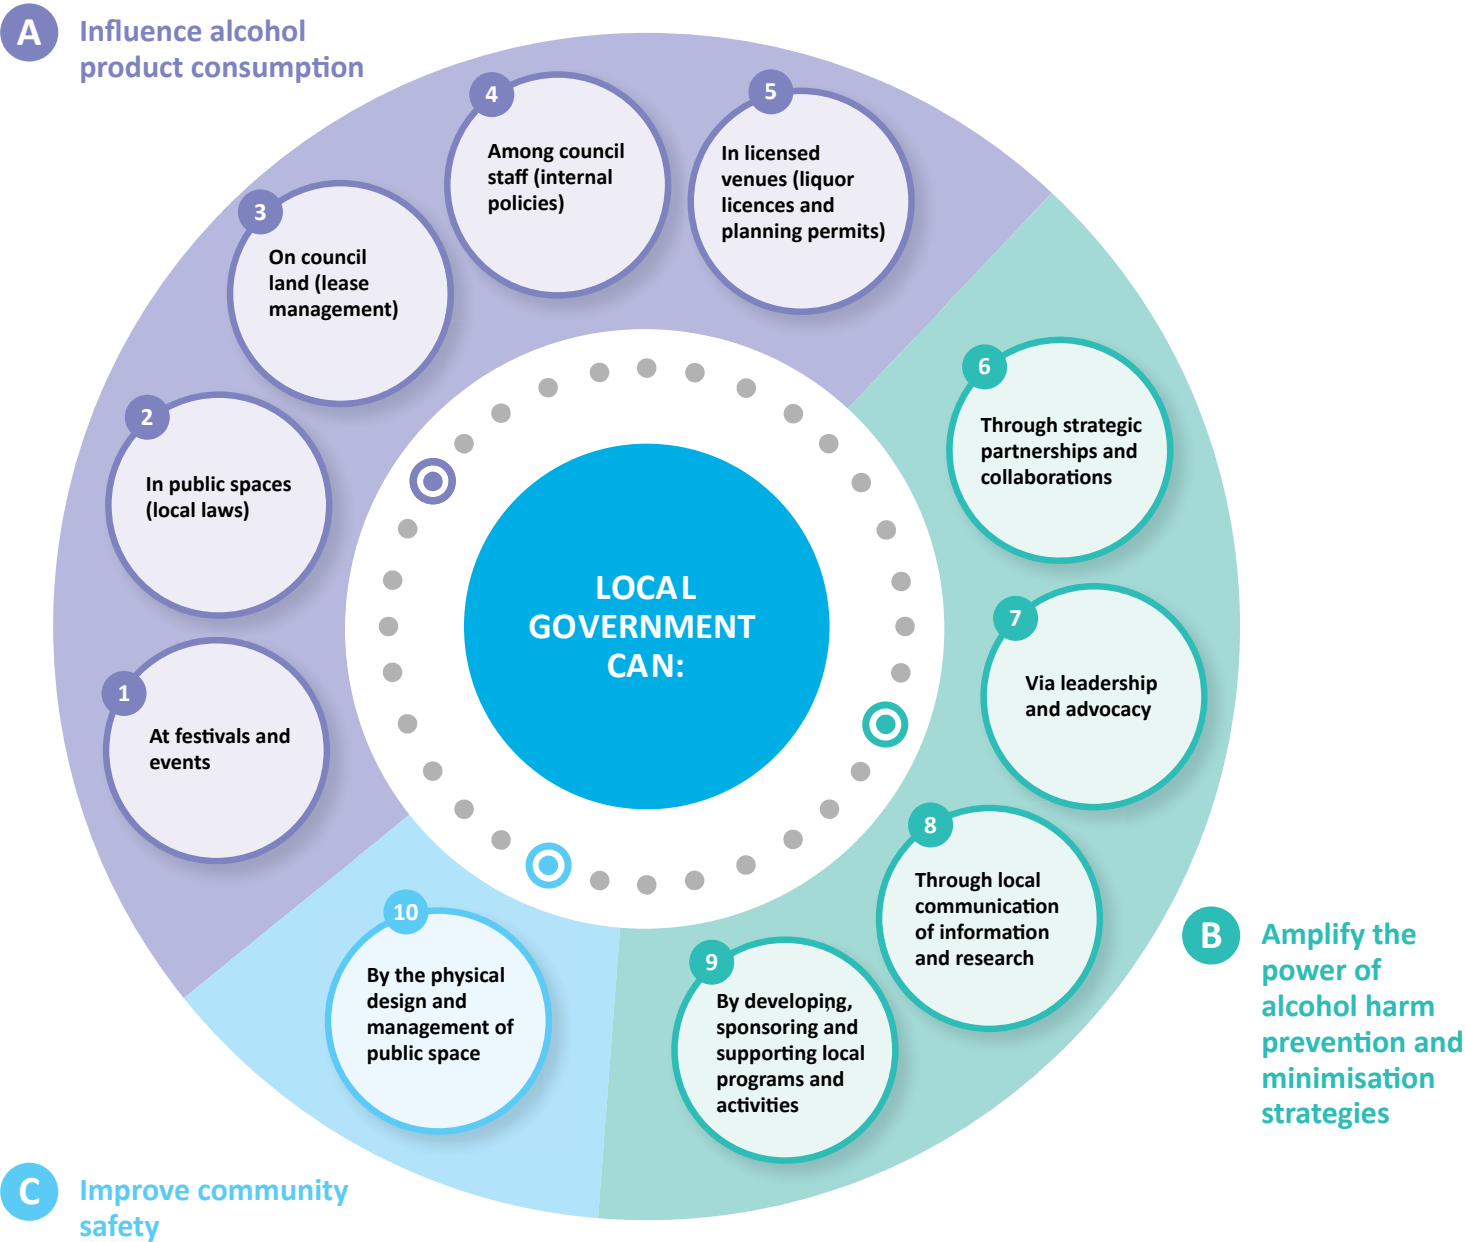 A
Influence alcohol
product consumption
1
At festivals and
events
2
In public spaces
(local laws)
3
On council
land (lease
management)
4
Among council
staff (internal
policies)
5
In licensed
venues (liquor
licences and
planning permits)
6
Through strategic
partnerships and
collaborations
7
Via leadership
and advocacy
8
Through local
communication
of information
and research
9
By developing,
sponsoring and
supporting local
programs and
activities
10
By the physical
design and
management of
public space
LOCAL
GOVERNMENT
CAN:
B
Amplify the
power of
alcohol harm
prevention and
minimisation
strategies
C
Improve community
safety